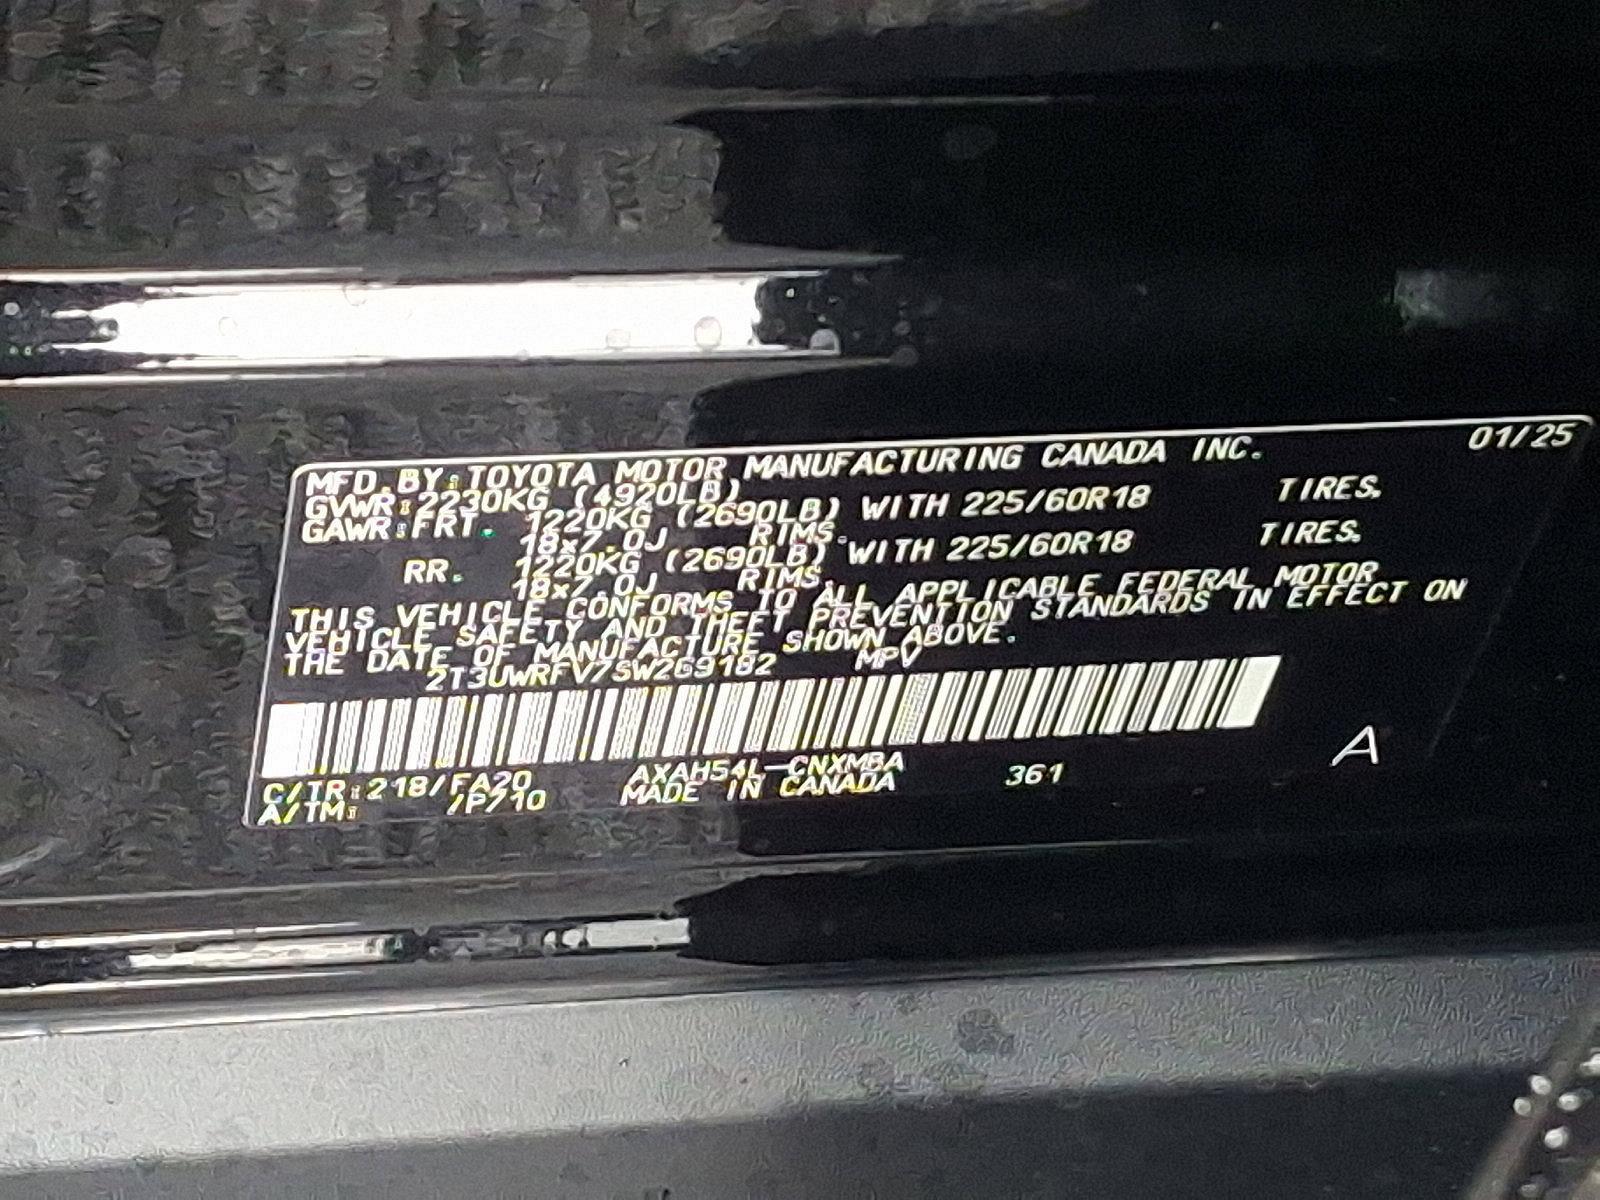 MFD. BY: TOYOTA MOTOR MANUFACTURING CANADA INC. 01/25
GVWR: 2230KG (4920LB)
GAWR: FRT. 1220KG (2690LB) WITH 225/60R18 TIRES.
18x7.0J RIMS.
RR. 1220KG (2690LB) WITH 225/60R18 TIRES.
18x7.0J RIMS.
THIS VEHICLE CONFORMS TO ALL APPLICABLE FEDERAL MOTOR
VEHICLE SAFETY AND THEFT PREVENTION STANDARDS IN EFFECT ON
THE DATE OF MANUFACTURE SHOWN ABOVE.
2T3UWRFV7SW269182 MPV
C/TR: 218/FA20 AXAH54L-CNXMBA 361 A
A/TM: /P710 MADE IN CANADA